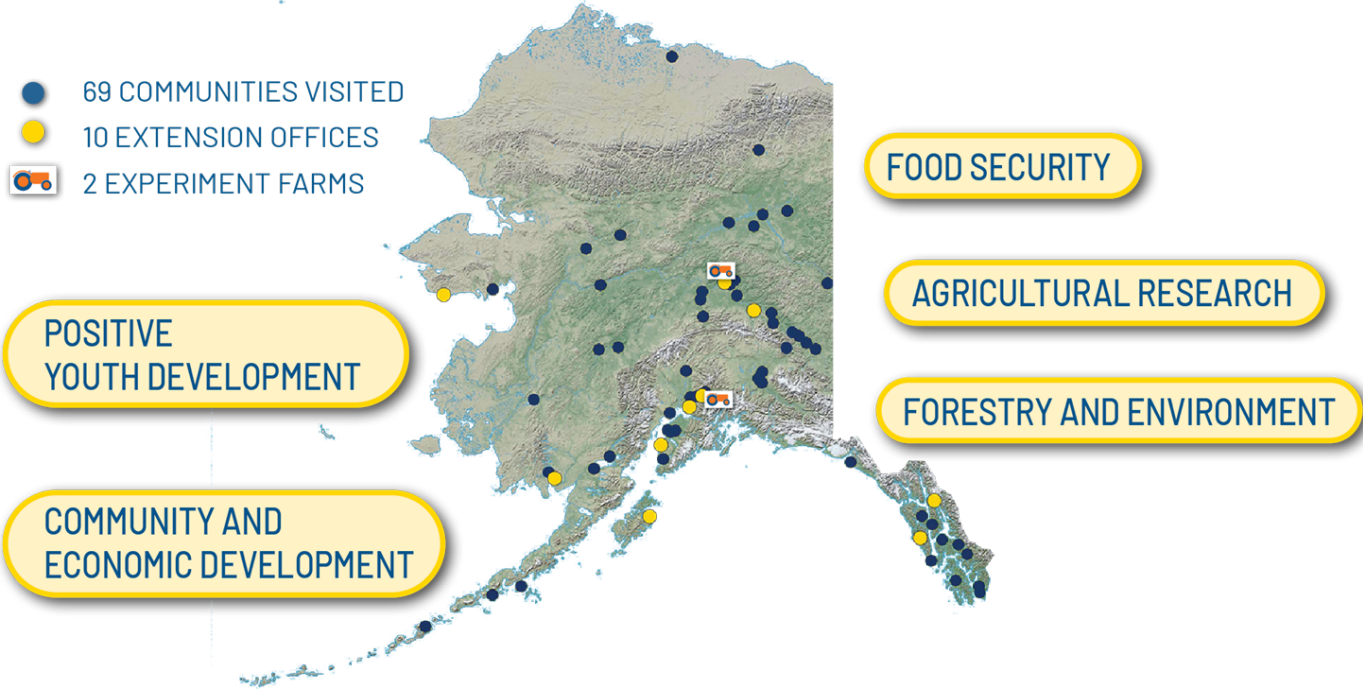 69 COMMUNITIES VISITED
10 EXTENSION OFFICES
2 EXPERIMENT FARMS
FOOD SECURITY
AGRICULTURAL RESEARCH
POSITIVE
YOUTH DEVELOPMENT
FORESTRY AND ENVIRONMENT
COMMUNITY AND
ECONOMIC DEVELOPMENT